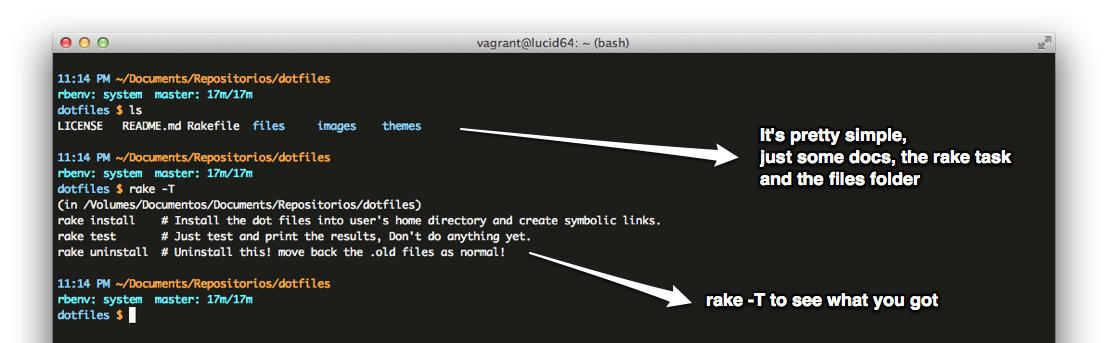 vagrant@lucid64: ~ (bash)
11:14 PM ~/Documents/Repositorios/dotfiles
rbenv: system  master: 17m/17m
dotfiles $ ls
LICENSE   README.md Rakefile  files     images    themes
It's pretty simple,
just some docs, the rake task
and the files folder
11:14 PM ~/Documents/Repositorios/dotfiles
rbenv: system  master: 17m/17m
dotfiles $ rake -T
(in /Volumes/Documentos/Documents/Repositories/dotfiles)
rake install    # Install the dot files into user's home directory and create symbolic links.
rake test       # Just test and print the results, Don't do anything yet.
rake uninstall  # Uninstall this! move back the .old files as normal!
11:14 PM ~/Documents/Repositorios/dotfiles
rbenv: system  master: 17m/17m
dotfiles $
rake -T to see what you got